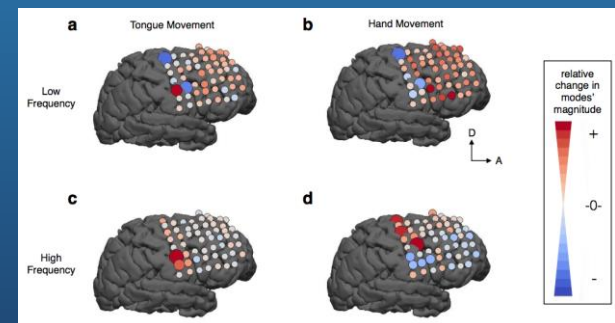 a
Tongue Movement
b
Hand Movement
Low
Frequency
D
A
c
d
High
Frequency
relative
change in
modes'
magnitude
+
-0-
-